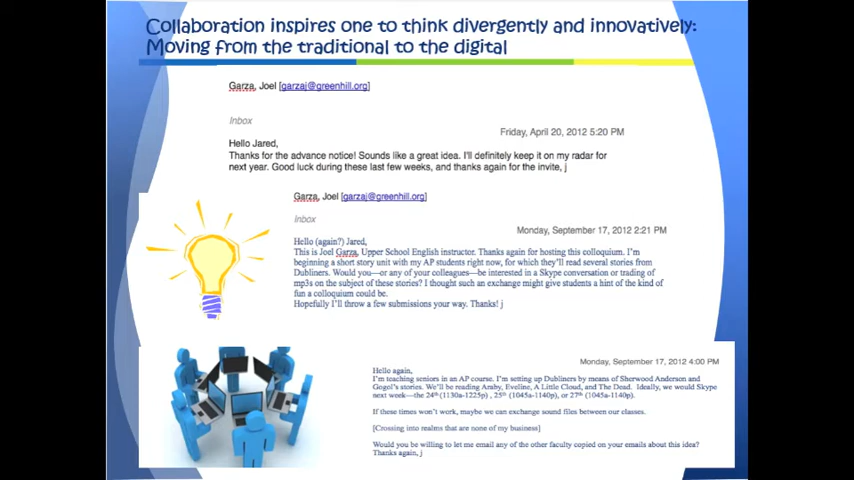 Collaboration inspires one to think divergently and innovatively:
Moving from the traditional to the digital
Garza, Joel [garzaj@greenhill.org]
Inbox
Friday, April 20, 2012 5:20 PM
Hello Jared,
Thanks for the advance notice! Sounds like a great idea. I'll definitely keep it on my radar for
next year. Good luck during these last few weeks, and thanks again for the invite, j
Garza, Joel [garzaj@greenhill.org]
Inbox
Monday, September 17, 2012 2:21 PM
Hello (again?) Jared,
This is Joel Garza, Upper School English instructor. Thanks again for hosting this colloquium. I'm
beginning a short story unit with my AP students right now, for which they'll read several stories from
Dubliners. Would you—or any of your colleagues—be interested in a Skype conversation or trading of
mp3s on the subject of these stories? I thought such an exchange might give students a hint of the kind of
fun a colloquium could be.
Hopefully I'll throw a few submissions your way. Thanks! j
Monday, September 17, 2012 4:00 PM
Hello again,
I'm teaching seniors in an AP course. I'm setting up Dubliners by means of Sherwood Anderson and
Gogol's stories. We'll be reading Araby, Eveline, A Little Cloud, and The Dead.  Ideally, we would Skype
next week—the 24th (1130a-1225p) , 25th (1045a-1140p), or 27th (1045a-1140p).
If these times won't work, maybe we can exchange sound files between our classes.
[Crossing into realms that are none of my business]
Would you be willing to let me email any of the other faculty copied on your emails about this idea?
Thanks again, j